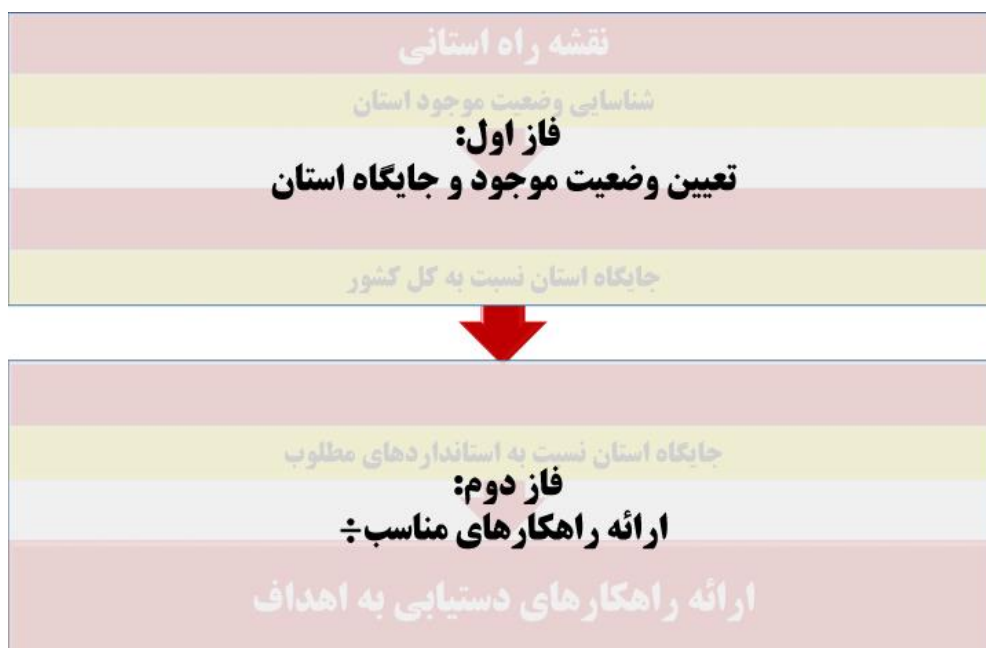 نقشه راه استانی
شناسایی وضعیت موجود استان
فاز اول:
تعیین وضعیت موجود و جایگاه استان
جایگاه استان نسبت به کل کشور
جایگاه استان نسبت به استانداردهای مطلوب
فاز دوم:
ارائه راهکارهای مناسب÷
ارائه راهکارهای دستیابی به اهداف